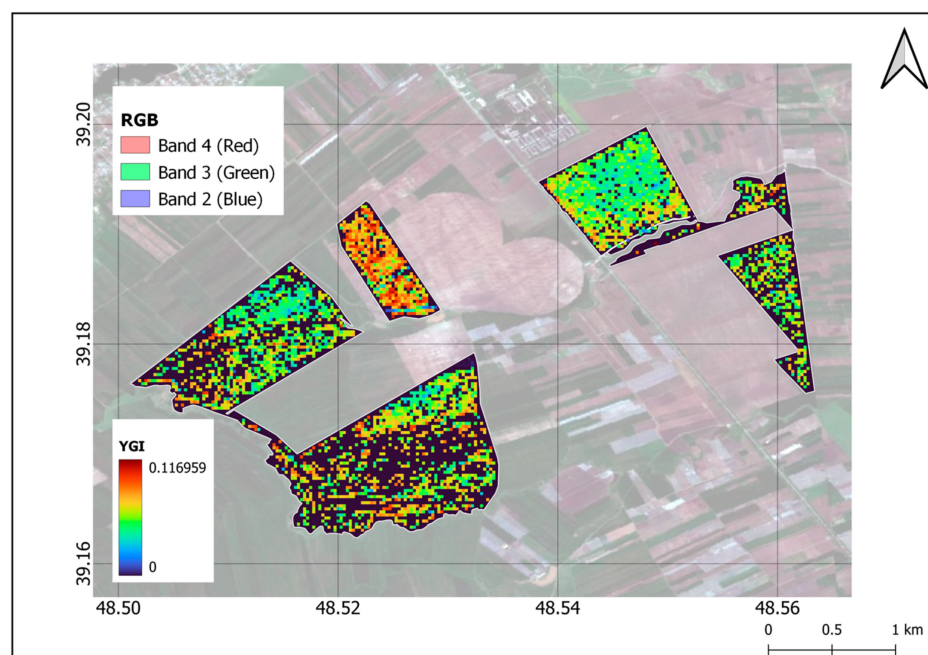 RGB
Band 4 (Red)
Band 3 (Green)
Band 2 (Blue)
39.20
39.18
39.16
YGI
0.116959
0
48.50
48.52
48.54
48.56
0
0.5
1 km